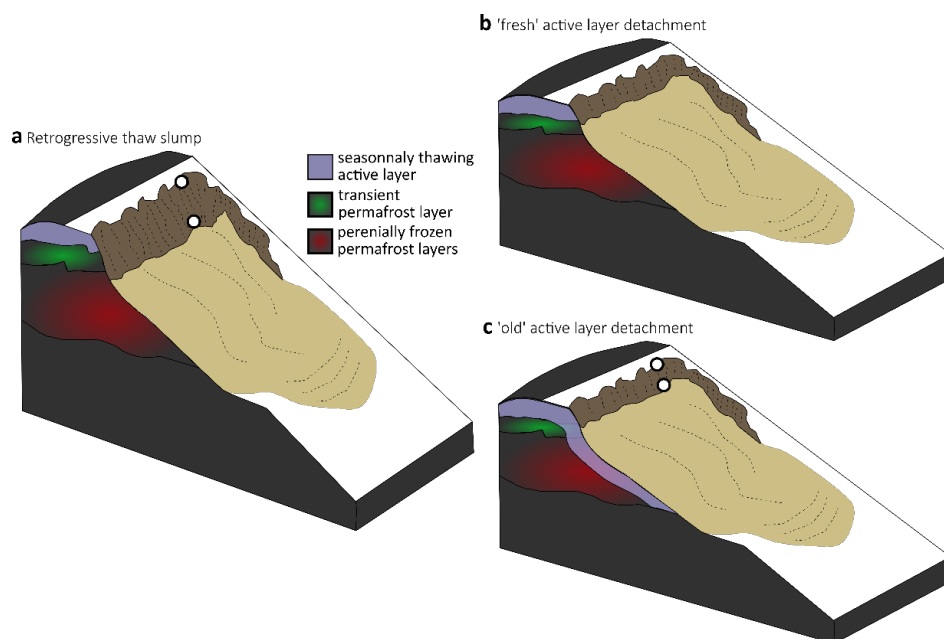 b 'fresh' active layer detachment
a Retrogressive thaw slump
seasonnaly thawing
active layer
transient
permafrost layer
perenially frozen
permafrost layers
c 'old' active layer detachment